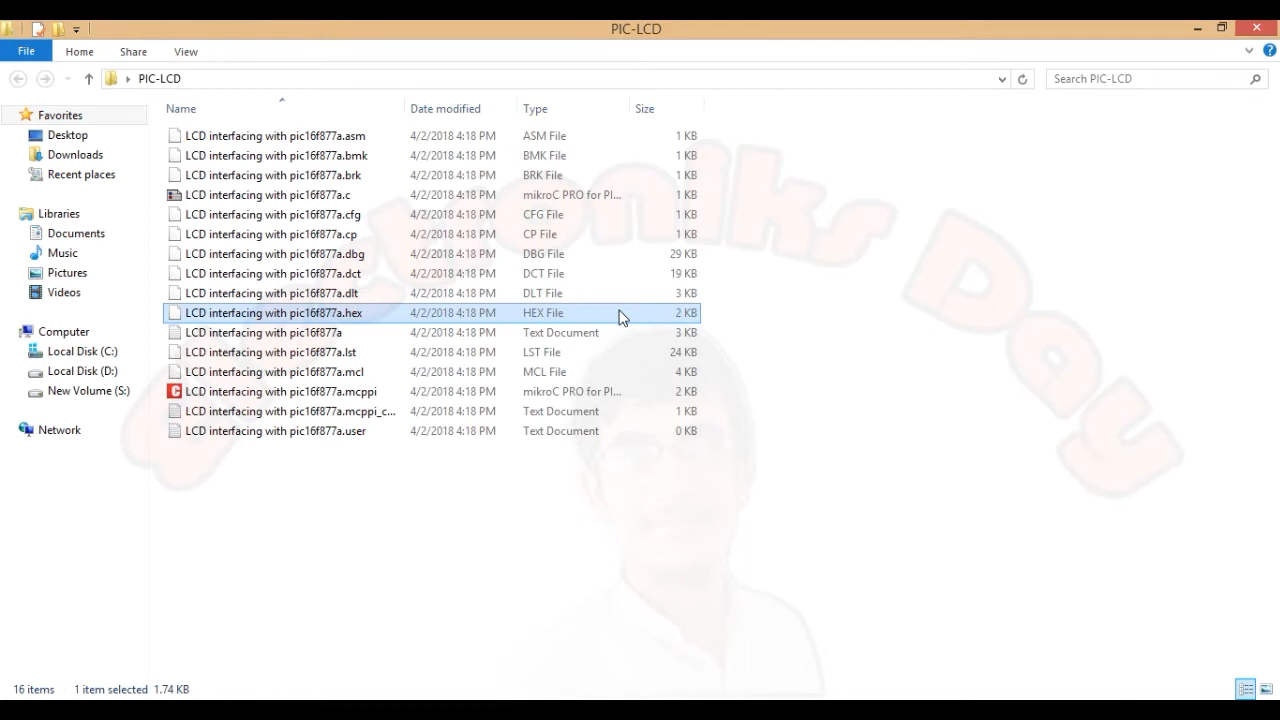 PIC-LCD
File Home Share View
PIC-LCD Search PIC-LCD
Name Date modified Type Size
Favorites
Desktop
Downloads
Recent places
Libraries
Documents
Music
Pictures
Videos
Computer
Local Disk (C:)
Local Disk (D:)
New Volume (S:)
Network
LCD interfacing with pic16f877a.asm 4/2/2018 4:18 PM ASM File 1 KB
LCD interfacing with pic16f877a.bmk 4/2/2018 4:18 PM BMK File 1 KB
LCD interfacing with pic16f877a.brk 4/2/2018 4:18 PM BRK File 1 KB
LCD interfacing with pic16f877a.c 4/2/2018 4:18 PM mikroC PRO for PI... 1 KB
LCD interfacing with pic16f877a.cfg 4/2/2018 4:18 PM CFG File 1 KB
LCD interfacing with pic16f877a.cp 4/2/2018 4:18 PM CP File 1 KB
LCD interfacing with pic16f877a.dbg 4/2/2018 4:18 PM DBG File 29 KB
LCD interfacing with pic16f877a.dct 4/2/2018 4:18 PM DCT File 19 KB
LCD interfacing with pic16f877a.dlt 4/2/2018 4:18 PM DLT File 3 KB
LCD interfacing with pic16f877a.hex 4/2/2018 4:18 PM HEX File 2 KB
LCD interfacing with pic16f877a 4/2/2018 4:18 PM Text Document 3 KB
LCD interfacing with pic16f877a.lst 4/2/2018 4:18 PM LST File 24 KB
LCD interfacing with pic16f877a.mcl 4/2/2018 4:18 PM MCL File 4 KB
LCD interfacing with pic16f877a.mcppi 4/2/2018 4:18 PM mikroC PRO for PI... 2 KB
LCD interfacing with pic16f877a.mcppi_c... 4/2/2018 4:18 PM Text Document 1 KB
LCD interfacing with pic16f877a.user 4/2/2018 4:18 PM Text Document 0 KB
Day
16 items 1 item selected 1.74 KB